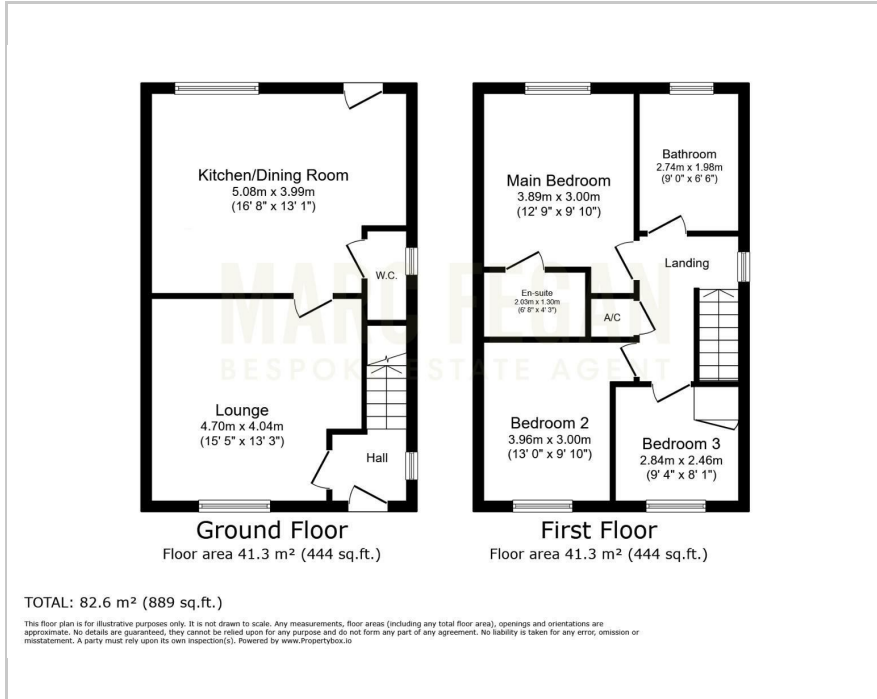 Kitchen/Dining Room
5.08m x 3.99m
(16' 8" x 13' 1")
W.C.
Lounge
4.70m x 4.04m
(15' 5" x 13' 3")
Hall
Ground Floor
Floor area 41.3 m² (444 sq.ft.)
Main Bedroom
3.89m x 3.00m
(12' 9" x 9' 10")
Bathroom
2.74m x 1.98m
(9' 0" x 6' 6")
Landing
En-suite
2.03m x 1.30m
(6' 8" x 4' 3")
A/C
Bedroom 2
3.96m x 3.00m
(13' 0" x 9' 10")
Bedroom 3
2.84m x 2.46m
(9' 4" x 8' 1")
First Floor
Floor area 41.3 m² (444 sq.ft.)
MARC FEGAN
BESPOKE ESTATE AGENT
TOTAL: 82.6 m² (889 sq.ft.)
This floor plan is for illustrative purposes only. It is not drawn to scale. Any measurements, floor areas (including any total floor area), openings and orientations are
approximate. No details are guaranteed, they cannot be relied upon for any purpose and do not form any part of any agreement. No liability is taken for any error, omission or
misstatement. A party must rely upon its own inspection(s). Powered by www.Propertybox.io